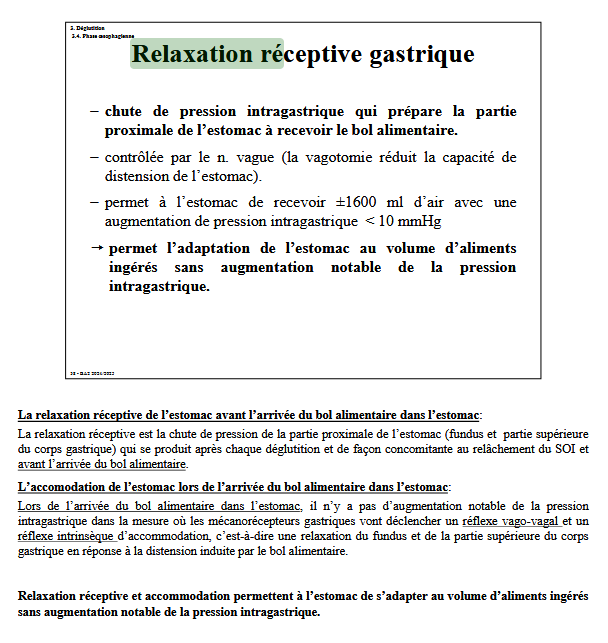 3. Déglutition
3.4. Phase œsophagienne
Relaxation réceptive gastrique
– chute de pression intragastrique qui prépare la partie
proximale de l’estomac à recevoir le bol alimentaire.
– contrôlée par le n. vague (la vagotomie réduit la capacité de
distension de l’estomac).
– permet à l’estomac de recevoir ±1600 ml d’air avec une
augmentation de pression intragastrique < 10 mmHg
→ permet l’adaptation de l’estomac au volume d’aliments
ingérés sans augmentation notable de la pression
intragastrique.
La relaxation réceptive de l’estomac avant l’arrivée du bol alimentaire dans l’estomac:
La relaxation réceptive est la chute de pression de la partie proximale de l’estomac (fundus et partie supérieure
du corps gastrique) qui se produit après chaque déglutition et de façon concomitante au relâchement du SOI et
avant l’arrivée du bol alimentaire.
L’accomodation de l’estomac lors de l’arrivée du bol alimentaire dans l’estomac:
Lors de l’arrivée du bol alimentaire dans l’estomac, il n’y a pas d’augmentation notable de la pression
intragastrique dans la mesure où les mécanorécepteurs gastriques vont déclencher un réflexe vago-vagal et un
réflexe intrinsèque d’accommodation, c’est-à-dire une relaxation du fundus et de la partie supérieure du corps
gastrique en réponse à la distension induite par le bol alimentaire.
Relaxation réceptive et accommodation permettent à l’estomac de s’adapter au volume d’aliments ingérés
sans augmentation notable de la pression intragastrique.